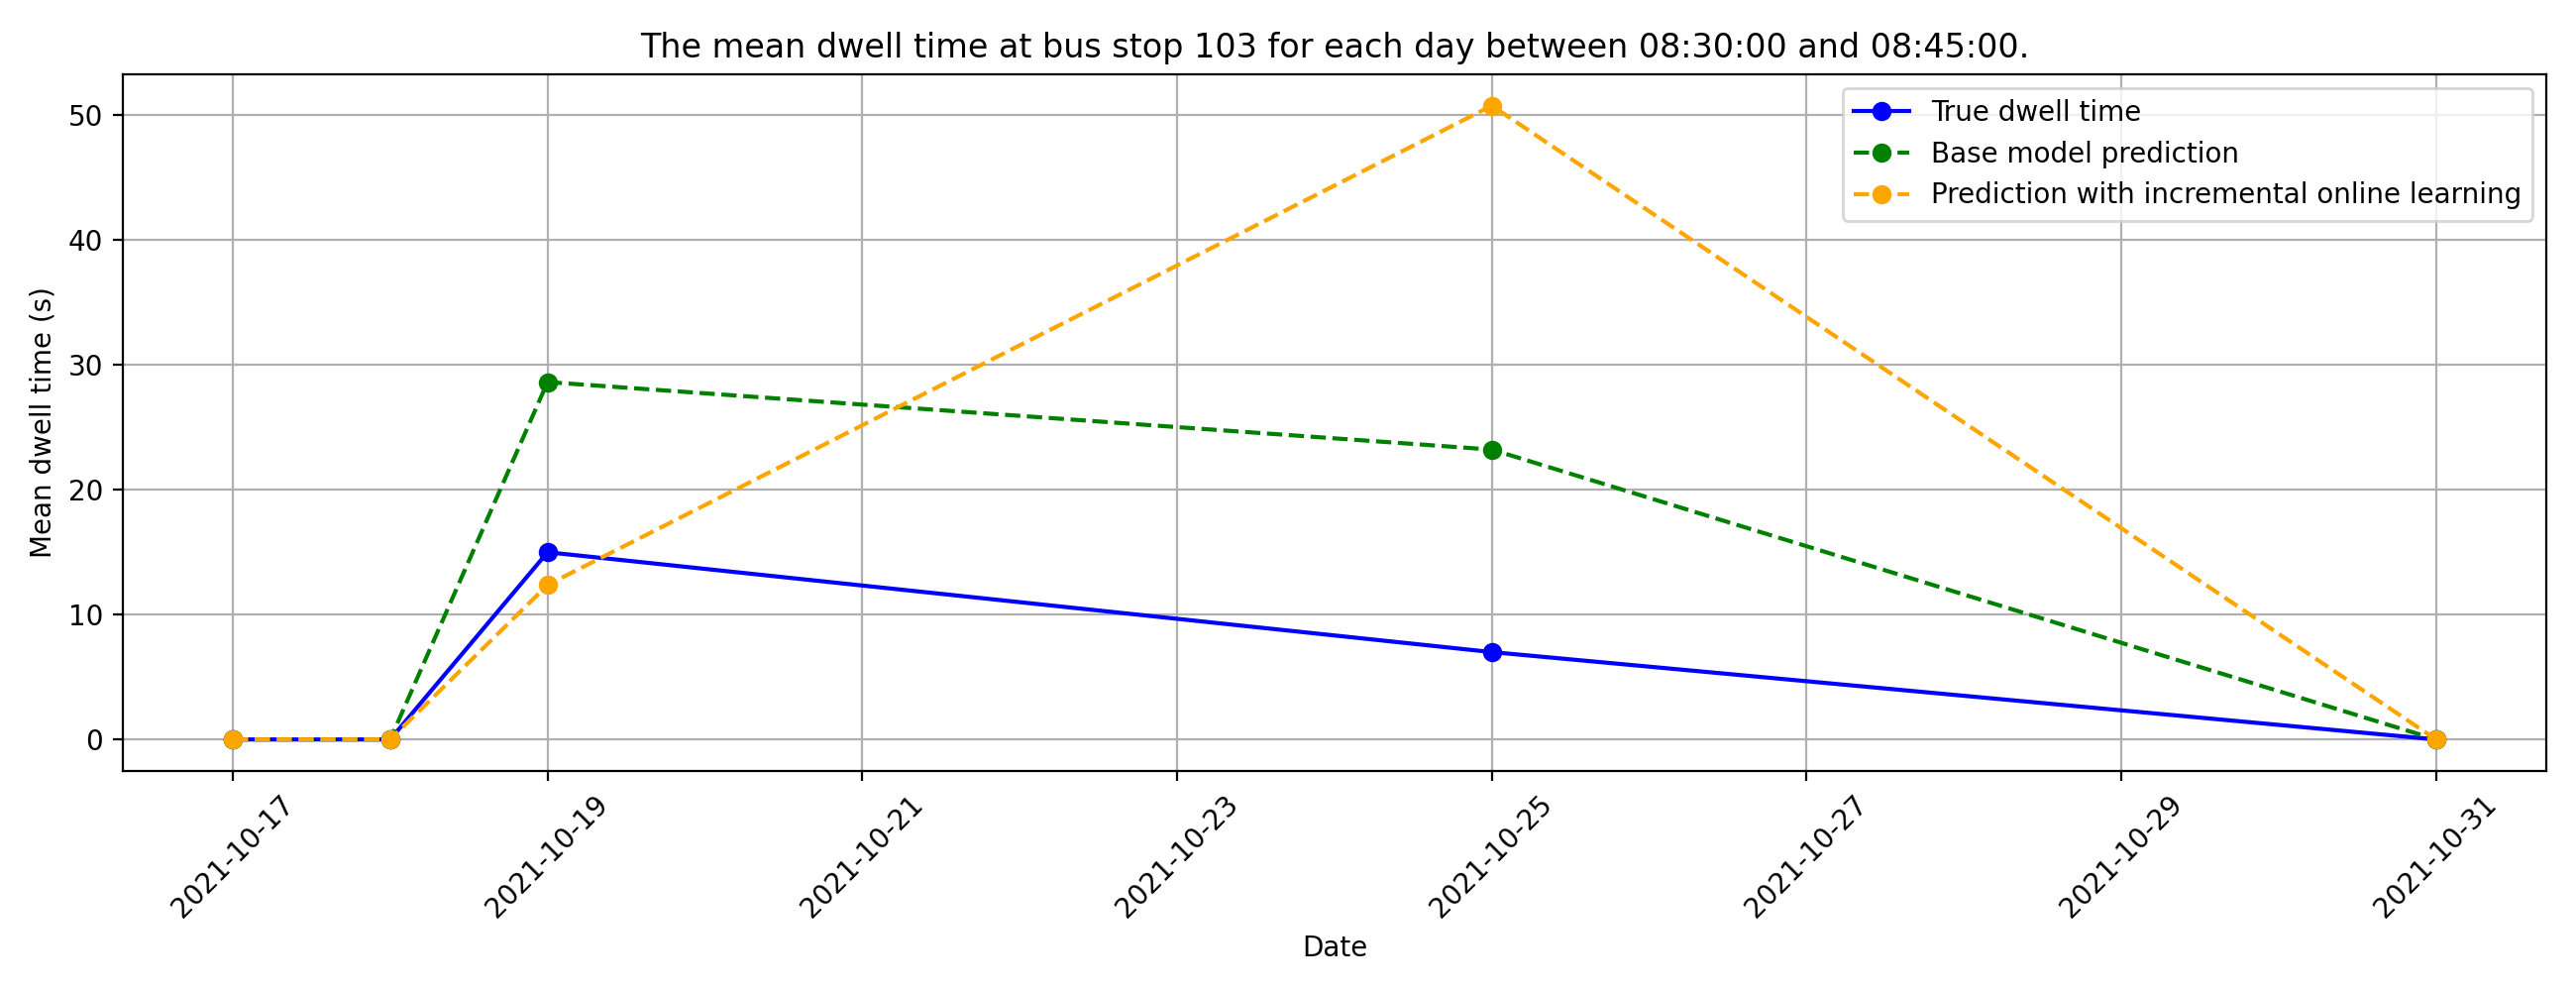 The mean dwell time at bus stop 103 for each day between 08:30:00 and 08:45:00.
True dwell time
Base model prediction
Prediction with incremental online learning
Mean dwell time (s)
50
40
30
20
10
0
2021-10-17
2021-10-19
2021-10-21
2021-10-23
2021-10-25
2021-10-27
2021-10-29
2021-10-31
Date